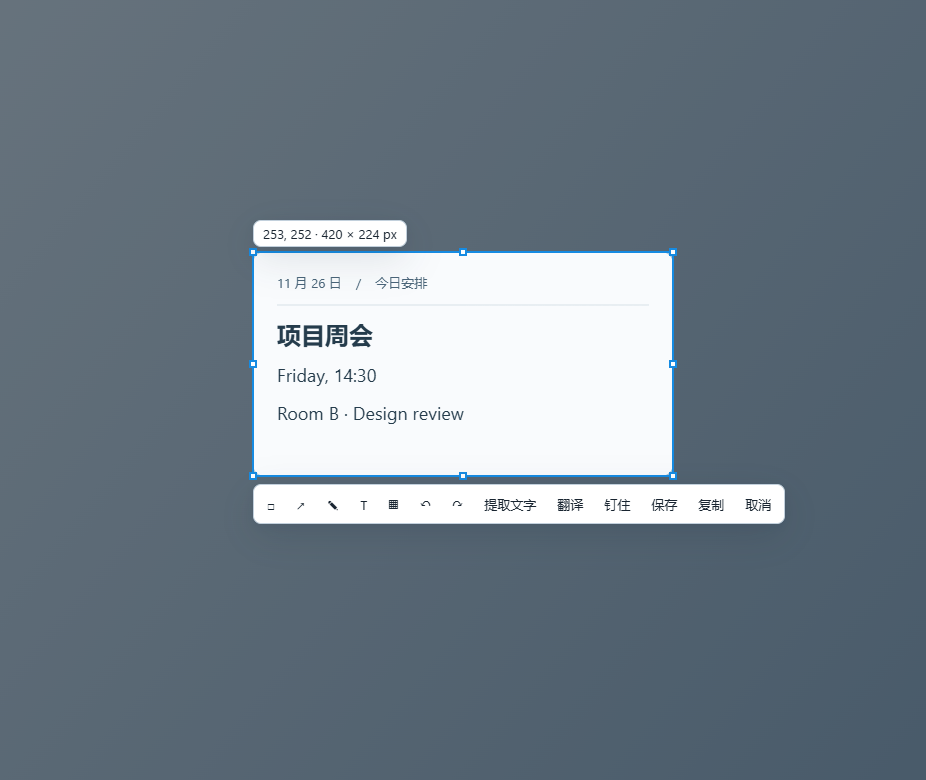 253, 252 · 420 × 224 px
11 月 26 日 / 今日安排
项目周会
Friday, 14:30
Room B · Design review
T 提取文字 翻译 钉住 保存 复制 取消